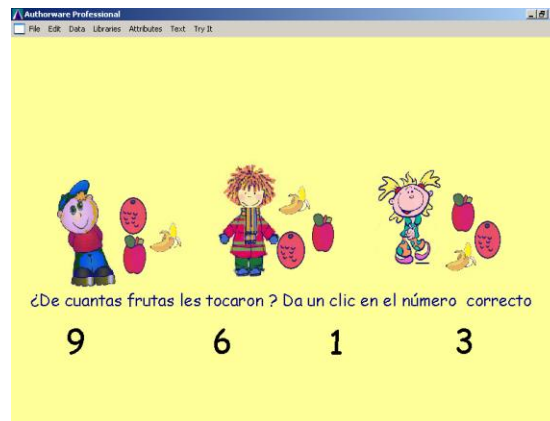 Authorware Professional
File Edit Data Libraries Attributes Text Try It
¿De cuantas frutas les tocaron ? Da un clic en el número correcto
9 6 1 3